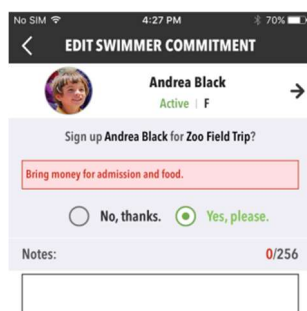 No SIM 4:27 PM 70%
EDIT SWIMMER COMMITMENT
Andrea Black
Active | F
Sign up Andrea Black for Zoo Field Trip?
Bring money for admission and food.
No, thanks. Yes, please.
Notes: 0/256